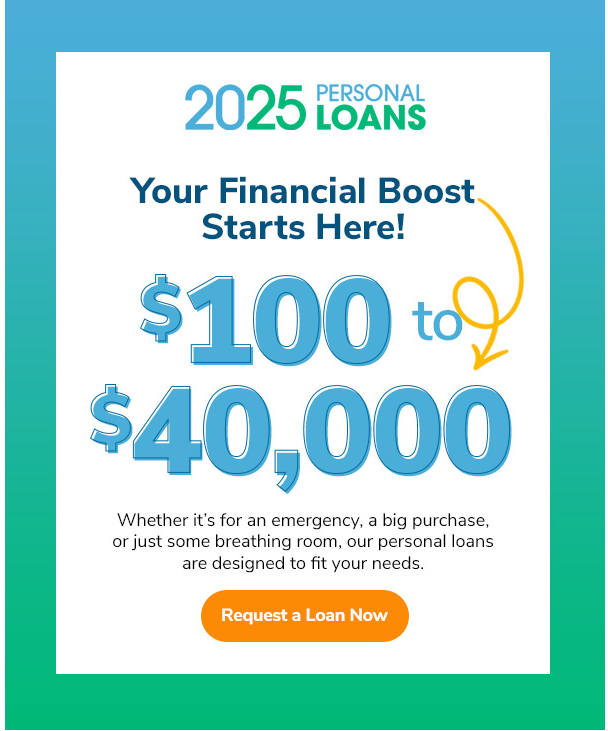 2025 PERSONAL
LOANS
Your Financial Boost
Starts Here!
$100 to
$40,000
Whether it's for an emergency, a big purchase,
or just some breathing room, our personal loans
are designed to fit your needs.
Request a Loan Now